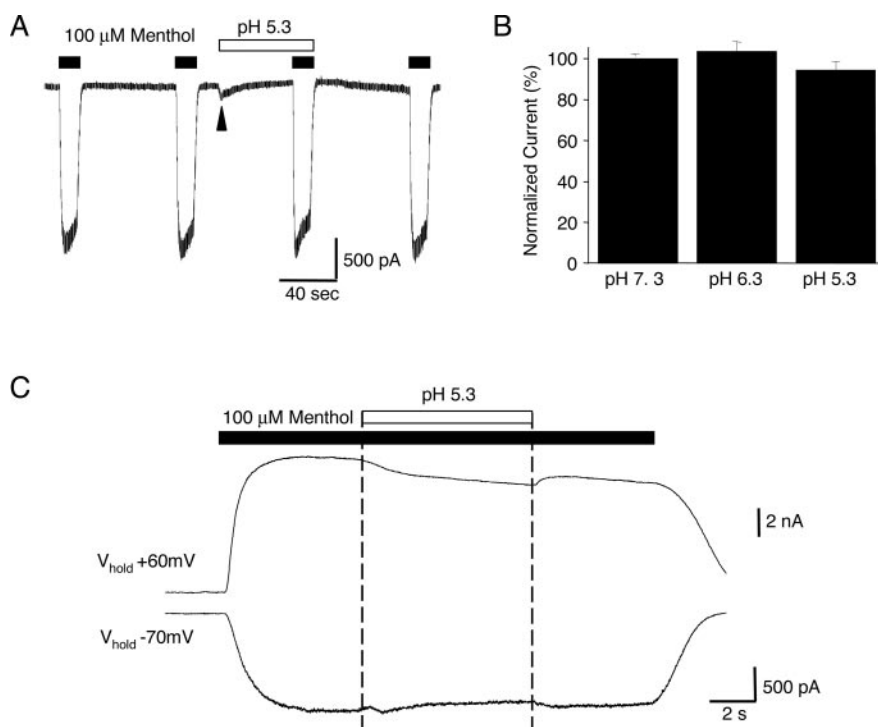 A
100 μM Menthol
pH 5.3
500 pA
40 sec
B
Normalized Current (%)
100
80
60
40
20
0
pH 7. 3
pH 6.3
pH 5.3
C
pH 5.3
100 μM Menthol
2 nA
Vhold +60mV
Vhold -70mV
500 pA
2 s